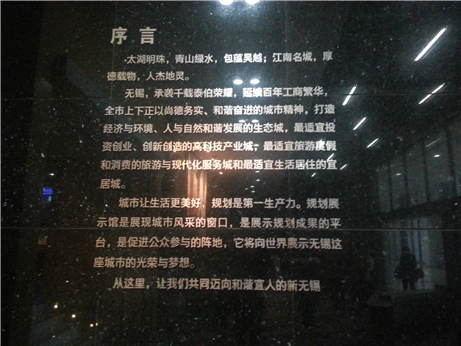 序言
太湖明珠，青山绿水，包蕴吴越；江南名城，厚
德载物，人杰地灵。
无锡，承袭千载泰伯荣耀，延续百年工商繁华，
全市上下正以尚德务实、和谐奋进的城市精神，打造
经济与环境、人与自然和谐发展的生态城，最适宜投
资创业、创新创造的高科技产业城，最适宜旅游度假
和消费的旅游与现代化服务城和最适宜生活居住的宜
居城。
城市让生活更美好，规划是第一生产力。规划展
示馆是展现城市风采的窗口，是展示规划成果的平
台，是促进公众参与的阵地，它将向世界展示无锡这
座城市的光荣与梦想。
从这里，让我们共同迈向和谐宜人的新无锡